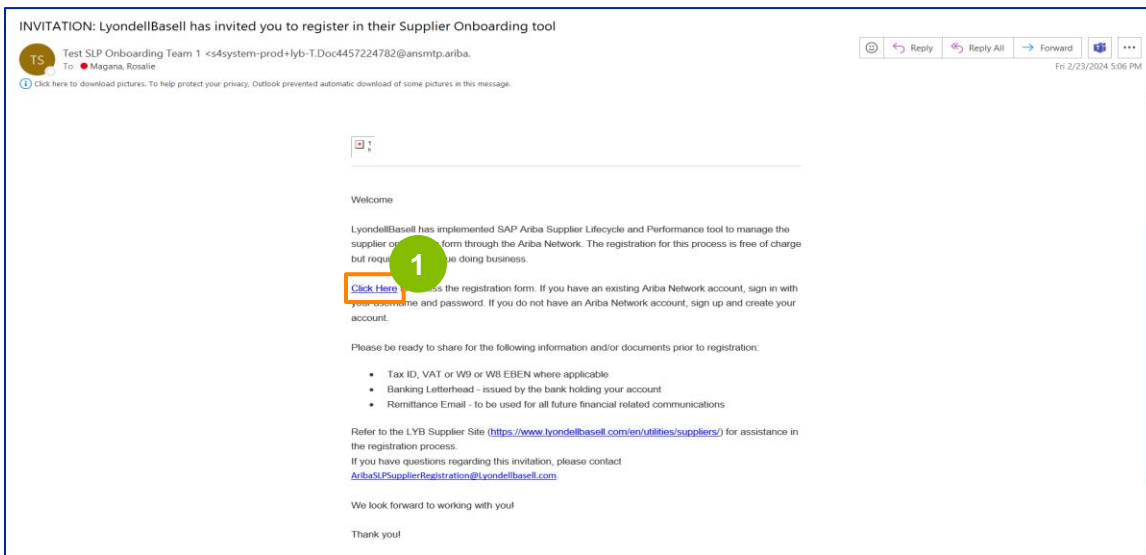 INVITATION: LyondellBasell has invited you to register in their Supplier Onboarding tool
TS
Test SLP Onboarding Team 1 <s4system-prod+lyb-T.Doc4457224782@ansmtp.ariba.
To Magana, Rosalie
Reply Reply All Forward
Fri 2/23/2024 5:06 PM
Click here to download pictures. To help protect your privacy, Outlook prevented automatic download of some pictures in this message.
Welcome
LyondellBasell has implemented SAP Ariba Supplier Lifecycle and Performance tool to manage the
supplier form through the Ariba Network. The registration for this process is free of charge
but doing business.
1
Click Here the registration form. If you have an existing Ariba Network account, sign in with
your username and password. If you do not have an Ariba Network account, sign up and create your
account.
Please be ready to share for the following information and/or documents prior to registration:
• Tax ID, VAT or W9 or W8 EBEN where applicable
• Banking Letterhead - issued by the bank holding your account
• Remittance Email - to be used for all future financial related communications
Refer to the LYB Supplier Site (https://www.lyondellbasell.com/en/utilities/suppliers/) for assistance in
the registration process.
If you have questions regarding this invitation, please contact
AribaSLPSupplierRegistration@Lyondellbasell.com.
We look forward to working with you!
Thank you!